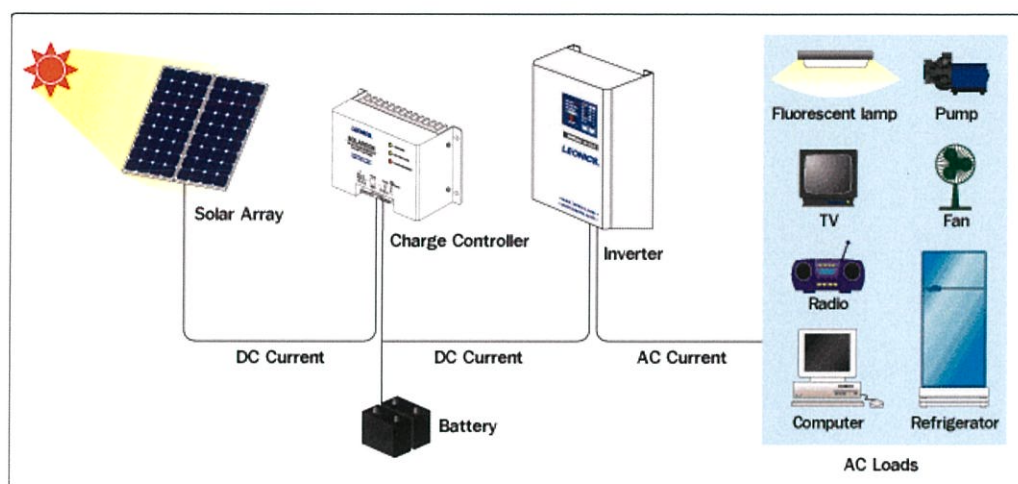 Solar Array
LEONICS
SOLARCON
Charge Controller
LEONICS
Inverter
DC Current
DC Current
AC Current
Battery
Fluorescent lamp
Pump
TV
Fan
Radio
Computer
Refrigerator
AC Loads